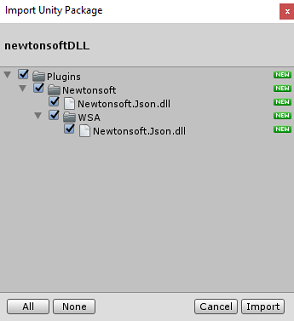 Import Unity Package
x
newtonsoftDLL
Plugins NEW
Newtonsoft NEW
Newtonsoft.Json.dll NEW
WSA NEW
Newtonsoft.Json.dll NEW
All None Cancel Import